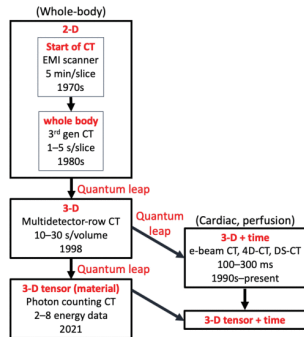 (Whole-body)
2-D
Start of CT
EMI scanner
5 min/slice
1970s
whole body
3rd gen CT
1–5 s/slice
1980s
Quantum leap
3-D
Multidetector-row CT
10–30 s/volume
1998
Quantum
leap
(Cardiac, perfusion)
3-D + time
e-beam CT, 4D-CT, DS-CT
100–300 ms
1990s–present
Quantum leap
3-D tensor (material)
Photon counting CT
2–8 energy data
2021
3-D tensor + time